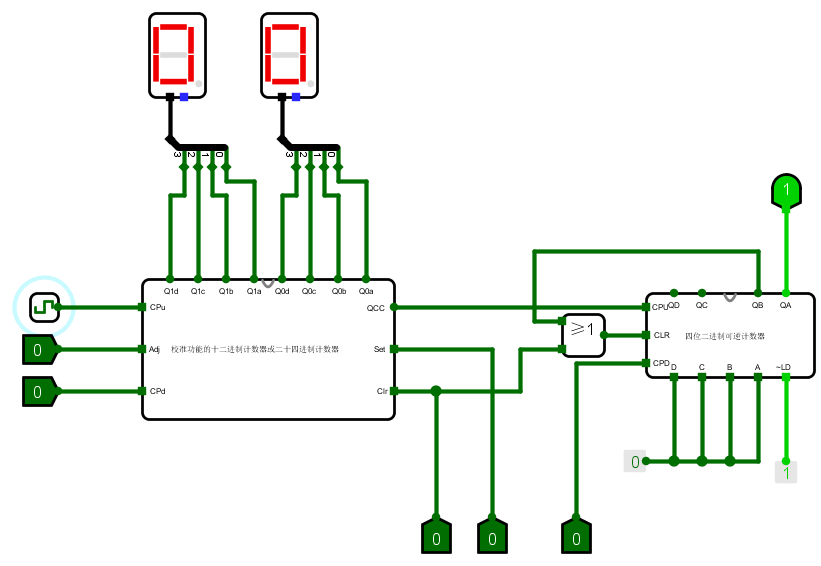 0 0
3 2 1 0 3 2 1 0
1
Q1d Q1c Q1b Q1a Q0d Q0c Q0b Q0a
QD QC QB QA
CPu QCC CPU
≥1
0 Adj 校准功能的十二进制计数器或二十四进制计数器 Set CLR 四位二进制可逆计数器
CPD
D C B A ~LD
0 CPd Clr
0 1
0 0 0